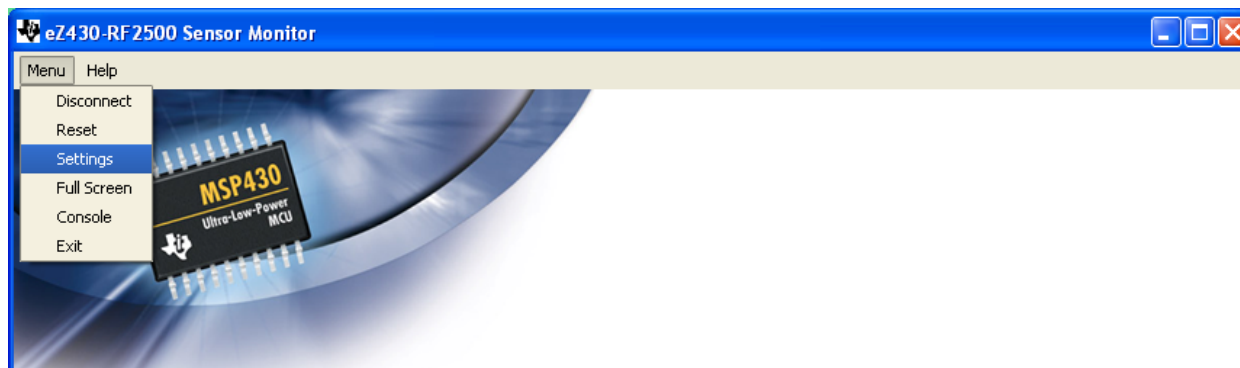 eZ430-RF2500 Sensor Monitor
Menu Help
Disconnect
Reset
Settings
Full Screen
Console
Exit
MSP430
Ultra-Low-Power
MCU